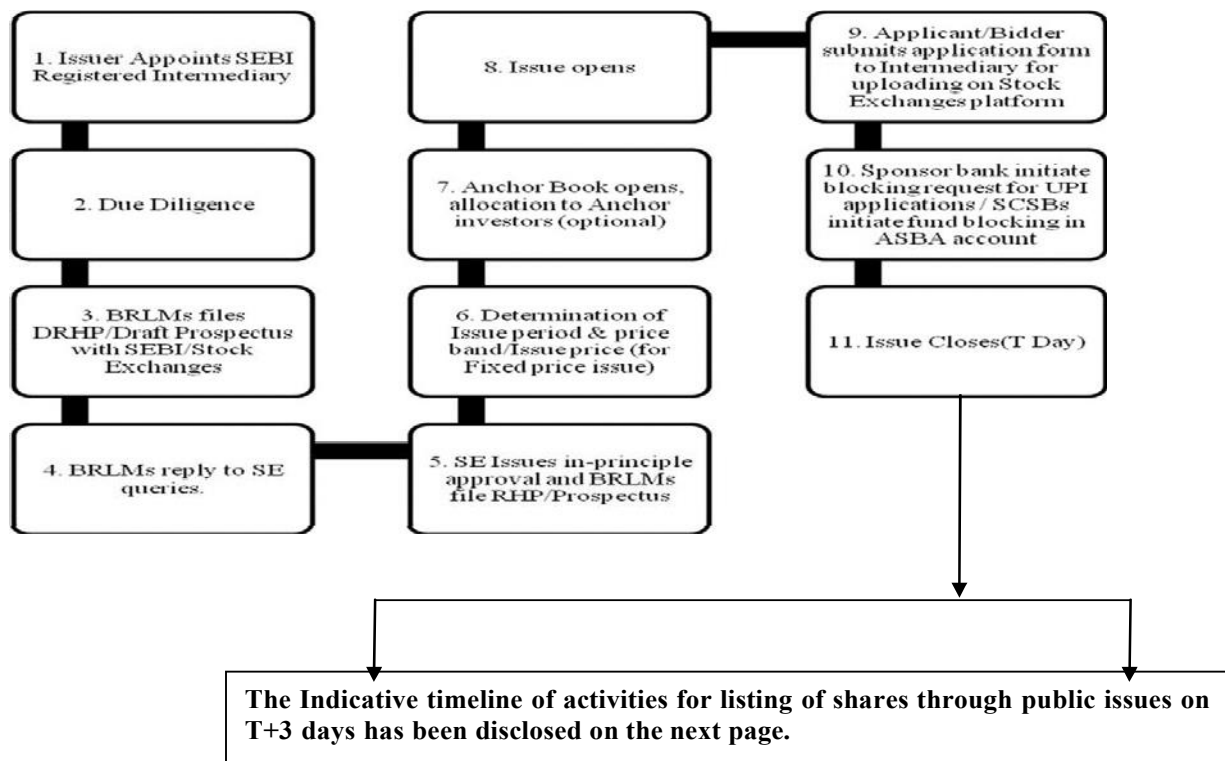 1. Issuer Appoints SEBI
Registered Intermediary
2. Due Diligence
3. BRLMs files
DRHP/Draft Prospectus
with SEBI/Stock
Exchanges
4. BRLMs reply to SE
queries.
5. SE Issues in-principle
approval and BRLMs
file RHP/Prospectus
6. Determination of
Issue period & price
band/Issue price (for
Fixed price issue)
7. Anchor Book opens,
allocation to Anchor
investors (optional)
8. Issue opens
9. Applicant/Bidder
submits application form
to Intermediary for
uploading on Stock
Exchanges platform
10. Sponsor bank initiate
blocking request for UPI
applications / SCSBs
initiate fund blocking in
ASBA account
11. Issue Closes(T Day)
The Indicative timeline of activities for listing of shares through public issues on
T+3 days has been disclosed on the next page.